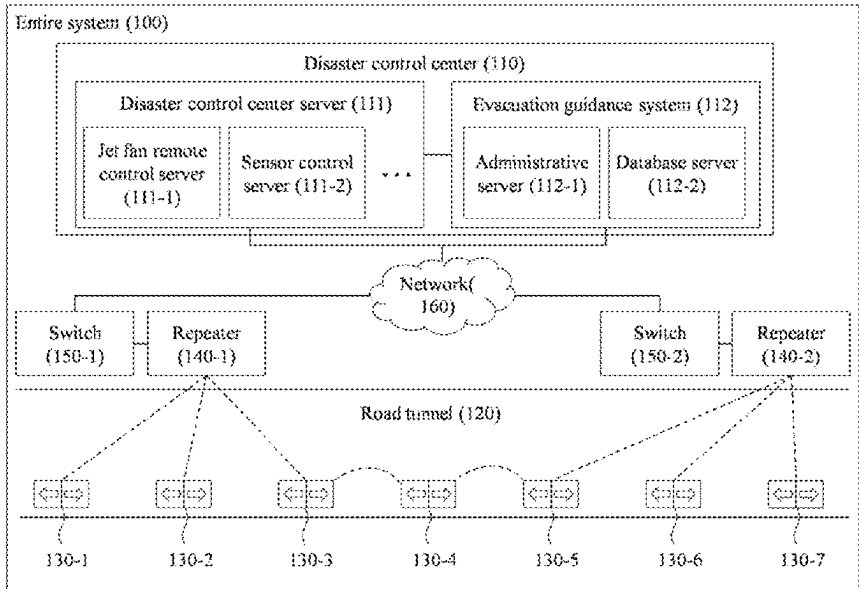 Entire system (100)
Disaster control center (110)
Disaster control center server (111)
Evacuation guidance system (112)
Jet fan remote
control server
(111-1)
Sensor control
server (111-2)
...
Administrative
server (112-1)
Database server
(112-2)
Network(
160)
Switch
(150-1)
Repeater
(140-1)
Switch
(150-2)
Repeater
(140-2)
Road tunnel (120)
130-1
130-2
130-3
130-4
130-5
130-6
130-7